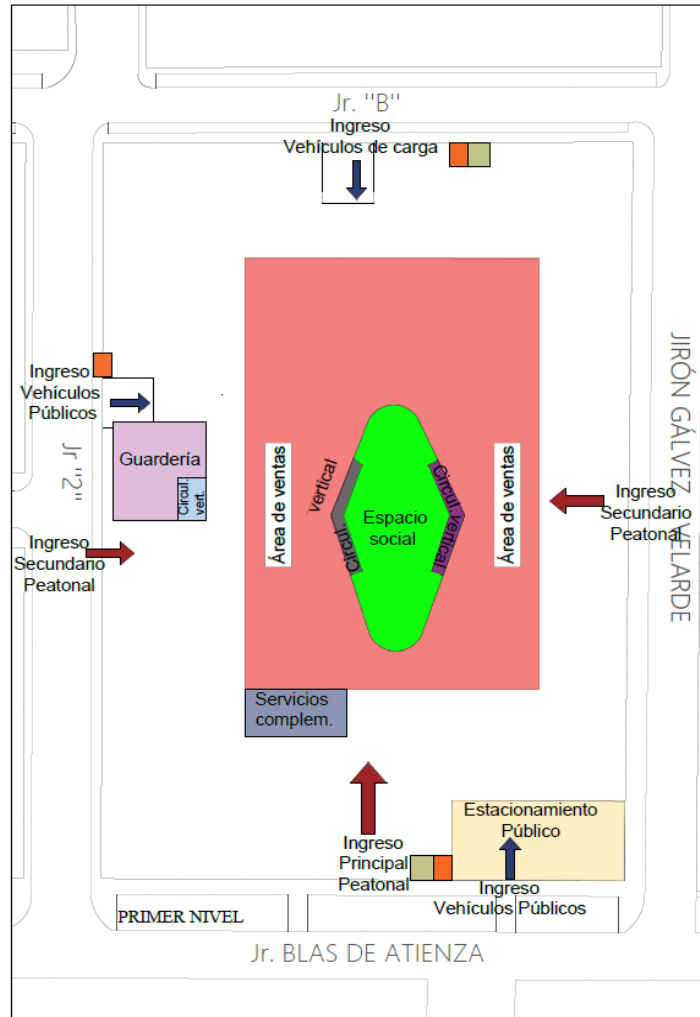 Jr. "B"
Ingreso
Vehículos de carga
JIRÓN GÁLVEZ VELARDE
Ingreso
Vehículos
Públicos
Jr "2"
Guardería
Circul.
vert.
Área de ventas
Circul. vertical
Espacio
social
Circul. vertical
Área de ventas
Ingreso
Secundario
Peatonal
Ingreso
Secundario
Peatonal
Servicios
complem.
Estacionamiento
Público
Ingreso
Principal
Peatonal
Ingreso
Vehículos Públicos
PRIMER NIVEL
Jr. BLAS DE ATIENZA